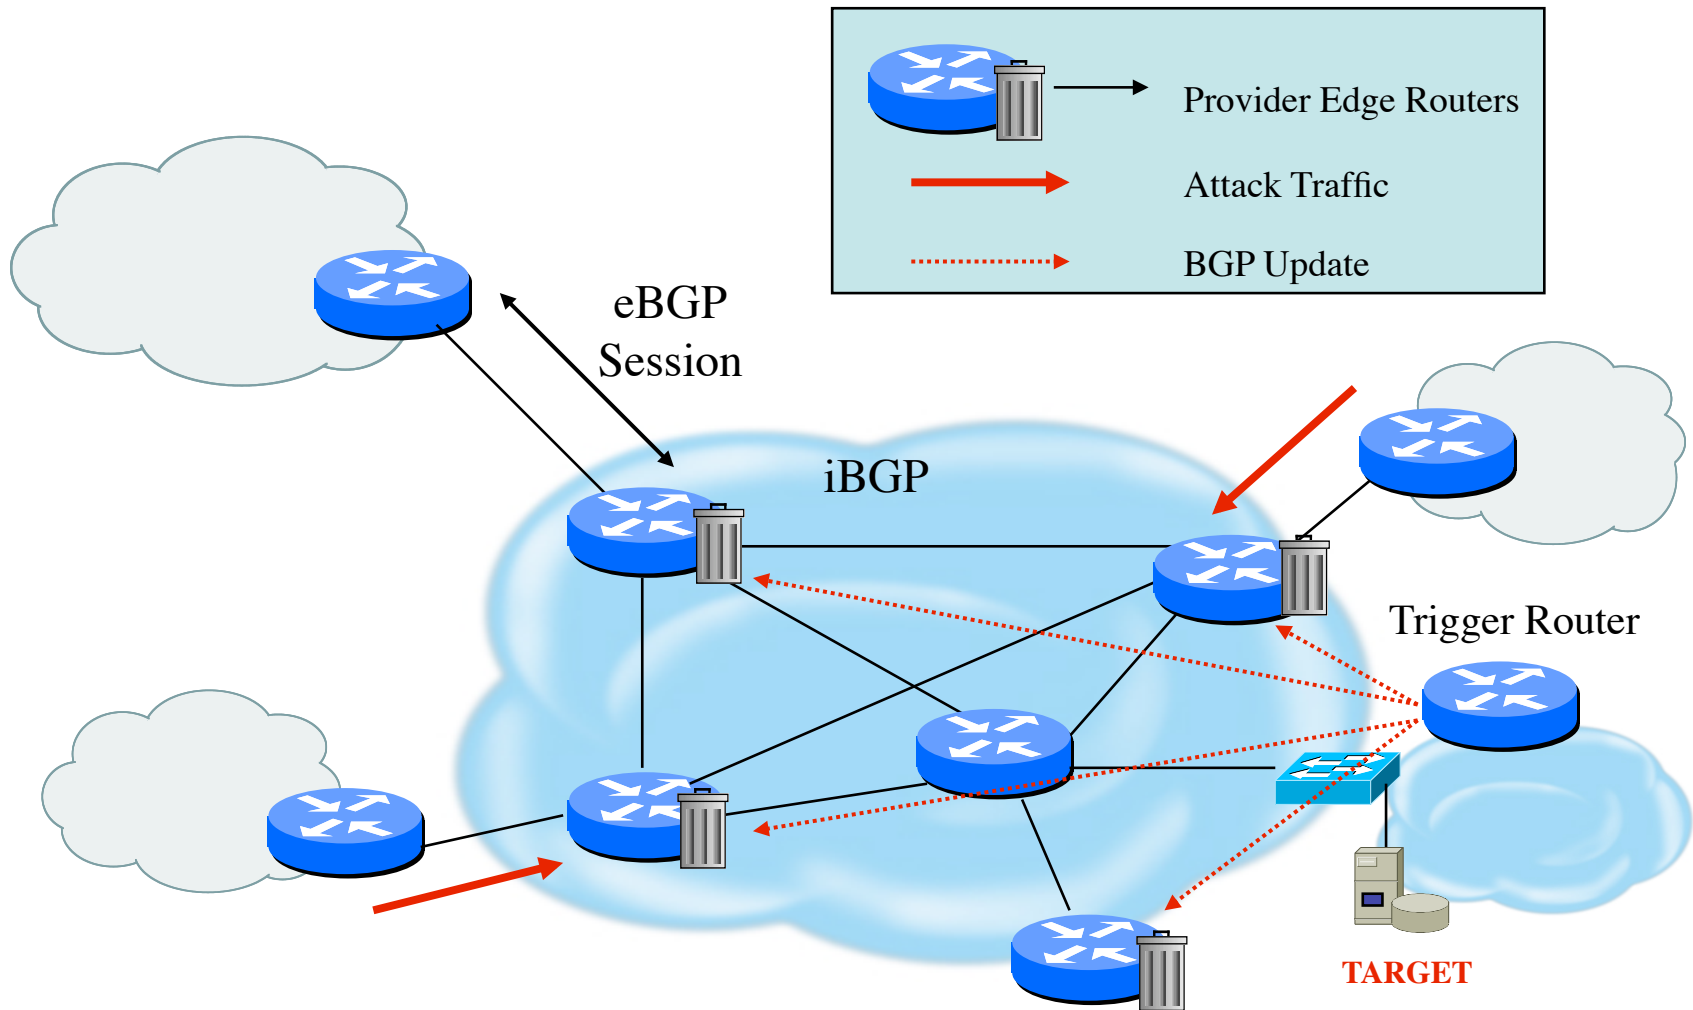 Provider Edge Routers
Attack Traffic
BGP Update
eBGP
Session
iBGP
Trigger Router
TARGET